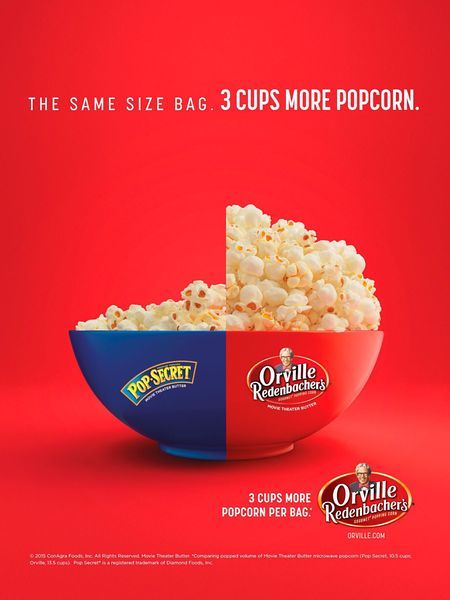 THE SAME SIZE BAG. 3 CUPS MORE POPCORN.
POP·SECRET
MOVIE THEATER BUTTER
Orville
Redenbacher's
GOURMET POPPING CORN
MOVIE THEATER BUTTER
3 CUPS MORE
POPCORN PER BAG.*
Orville
Redenbacher's
GOURMET POPPING CORN
ORVILLE.COM
© 2015 ConAgra Foods, Inc. All Rights Reserved. Movie Theater Butter. *Comparing popped volume of Movie Theater Butter microwave popcorn (Pop Secret, 10.5 cups,
Orville, 13.5 cups). Pop Secret® is a registered trademark of Diamond Foods, Inc.